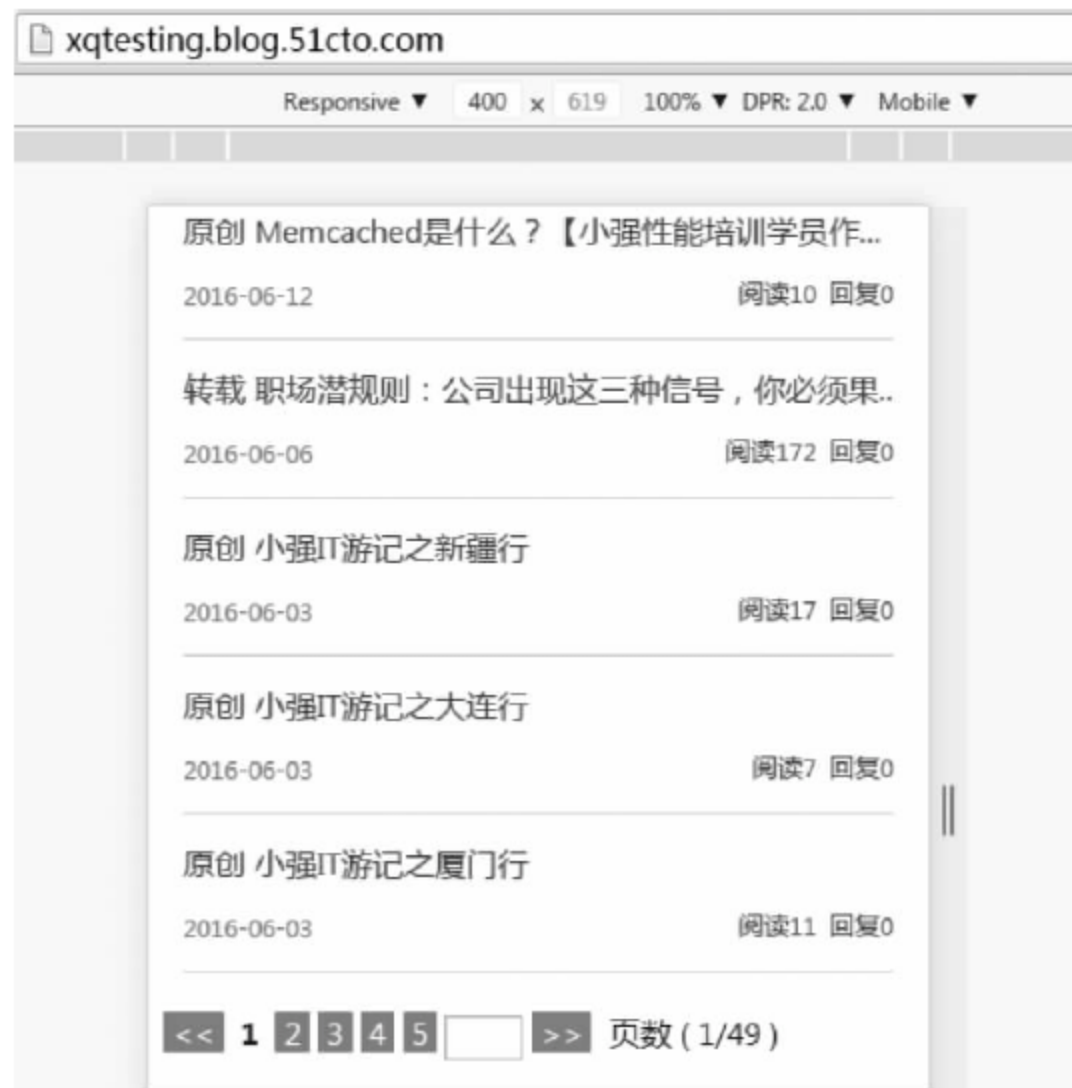 xqtesting.blog.51cto.com
Responsive ▼ 400 x 619 100% ▼ DPR: 2.0 ▼ Mobile ▼
原创 Memcached是什么？【小强性能培训学员作...
2016-06-12 阅读10 回复0
转载 职场潜规则：公司出现这三种信号，你必须果..
2016-06-06 阅读172 回复0
原创 小强IT游记之新疆行
2016-06-03 阅读17 回复0
原创 小强IT游记之大连行
2016-06-03 阅读7 回复0
原创 小强IT游记之厦门行
2016-06-03 阅读11 回复0
<< 1 2 3 4 5 >> 页数 ( 1/49 )